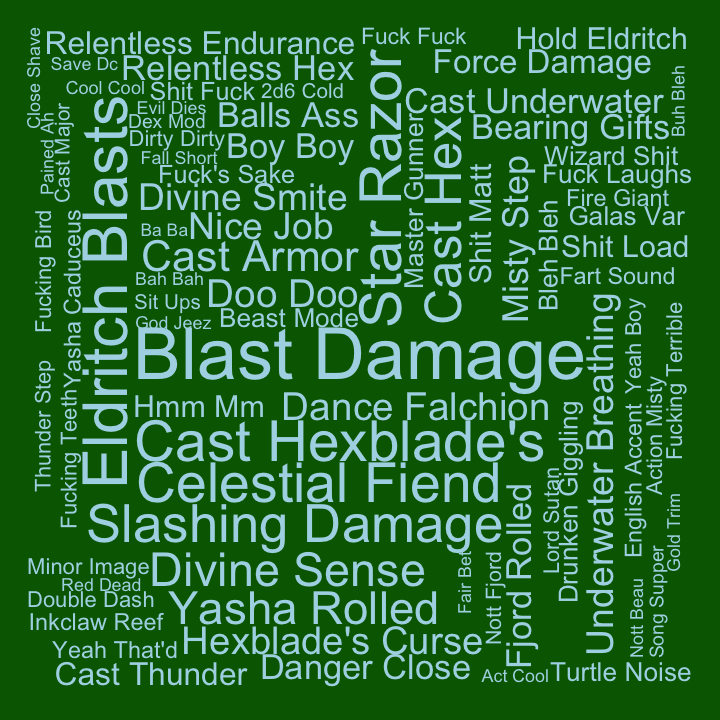 Relentless Endurance
Fuck Fuck
Hold Eldritch
Close Shave
Save Dc
Relentless Hex
Force Damage
Cool Cool
Shit Fuck
2d6 Cold
Star Razor
Cast Underwater
Buh Bleh
Evil Dies
Balls Ass
Dex Mod
Bearing Gifts
Pained Ah
Cast Major
Eldritch Blasts
Dirty Dirty
Boy Boy
Master Gunner
Cast Hex
Wizard Shit
Fall Short
Fuck's Sake
Shit Matt
Misty Step
Fuck Laughs
Divine Smite
Fire Giant
Bleh Bleh
Galas Var
Fucking Bird
Yasha Caduceus
Ba Ba
Nice Job
Cast Armor
Shit Load
Bah Bah
Fart Sound
Sit Ups
Doo Doo
God Jeez
Beast Mode
Underwater Breathing
Yeah Boy
Fucking Terrible
Blast Damage
Thunder Step
Fucking Teeth
Hmm Mm
Dance Falchion
Drunken Giggling
English Accent
Action Misty
Cast Hexblade's
Celestial Fiend
Lord Sutan
Gold Trim
Slashing Damage
Fjord Rolled
Minor Image
Divine Sense
Fair Bet
Nott Fjord
Nott Beau
Song Supper
Red Dead
Double Dash
Yasha Rolled
Inkclaw Reef
Yeah That'd
Hexblade's Curse
Cast Thunder
Danger Close
Act Cool
Turtle Noise